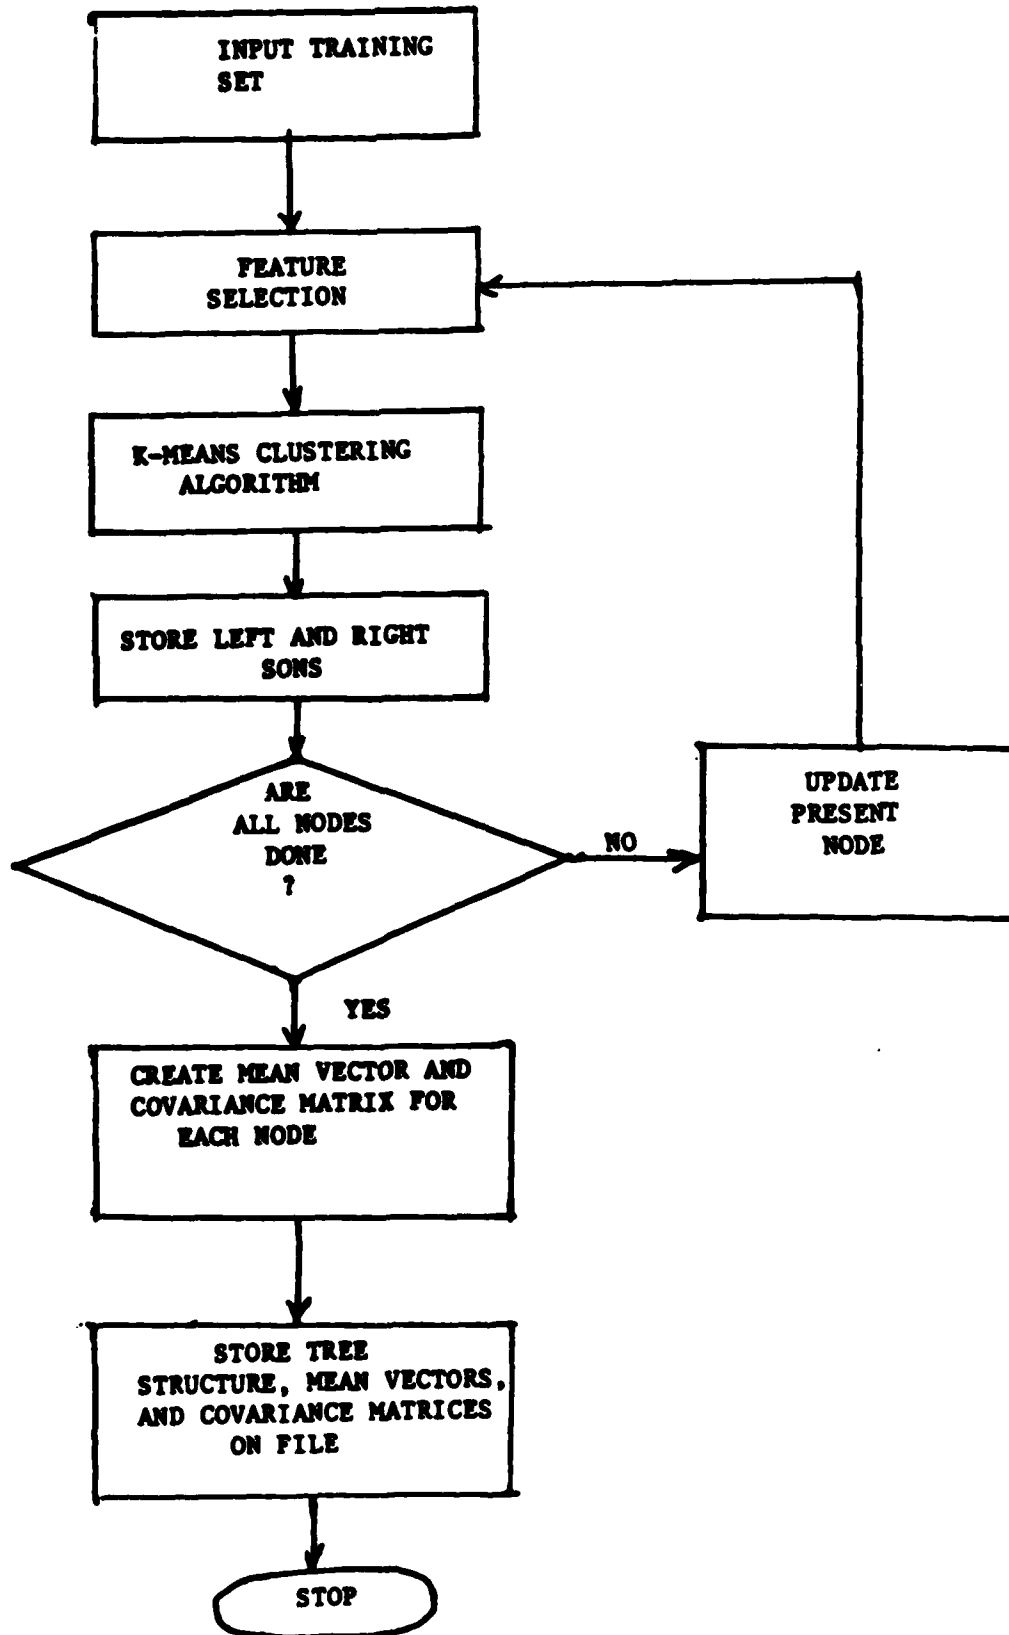 INPUT TRAINING
SET
FEATURE
SELECTION
K-MEANS CLUSTERING
ALGORITHM
STORE LEFT AND RIGHT
SONS
ARE
ALL NODES
DONE
?
NO
UPDATE
PRESENT
NODE
YES
CREATE MEAN VECTOR AND
COVARIANCE MATRIX FOR
EACH NODE
STORE TREE
STRUCTURE, MEAN VECTORS,
AND COVARIANCE MATRICES
ON FILE
STOP